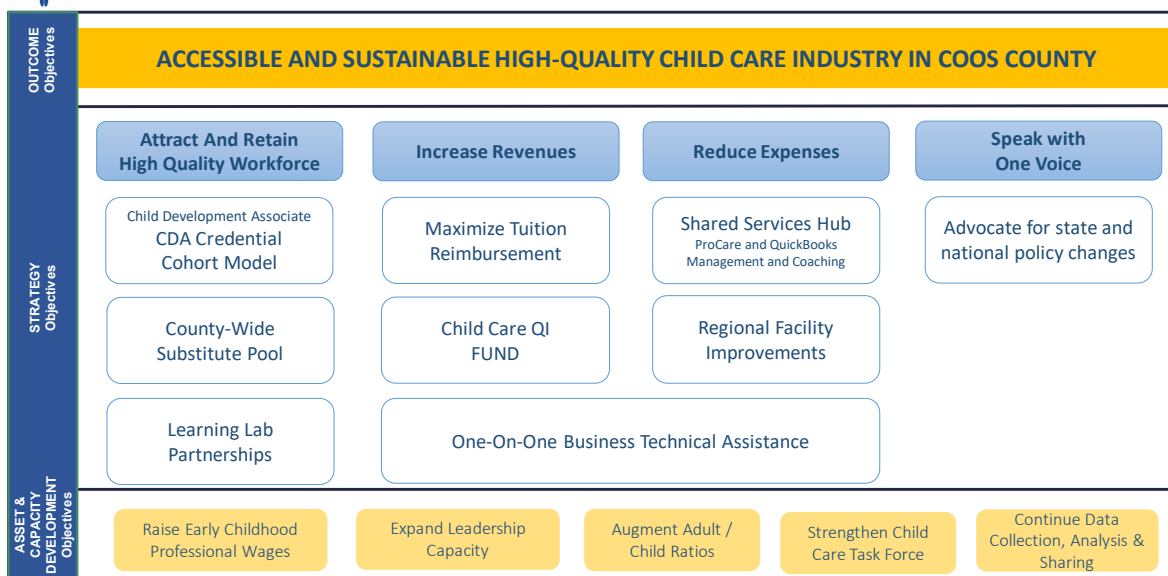 OUTCOME
Objectives
ACCESSIBLE AND SUSTAINABLE HIGH-QUALITY CHILD CARE INDUSTRY IN COOS COUNTY
STRATEGY
Objectives
Attract And Retain
High Quality Workforce
Increase Revenues
Reduce Expenses
Speak with
One Voice
Child Development Associate
CDA Credential
Cohort Model
Maximize Tuition
Reimbursement
Shared Services Hub
ProCare and QuickBooks
Management and Coaching
Advocate for state and
national policy changes
County-Wide
Substitute Pool
Child Care QI
FUND
Regional Facility
Improvements
Learning Lab
Partnerships
One-On-One Business Technical Assistance
ASSET &
CAPACITY
DEVELOPMENT
Objectives
Raise Early Childhood
Professional Wages
Expand Leadership
Capacity
Augment Adult /
Child Ratios
Strengthen Child
Care Task Force
Continue Data
Collection, Analysis &
Sharing